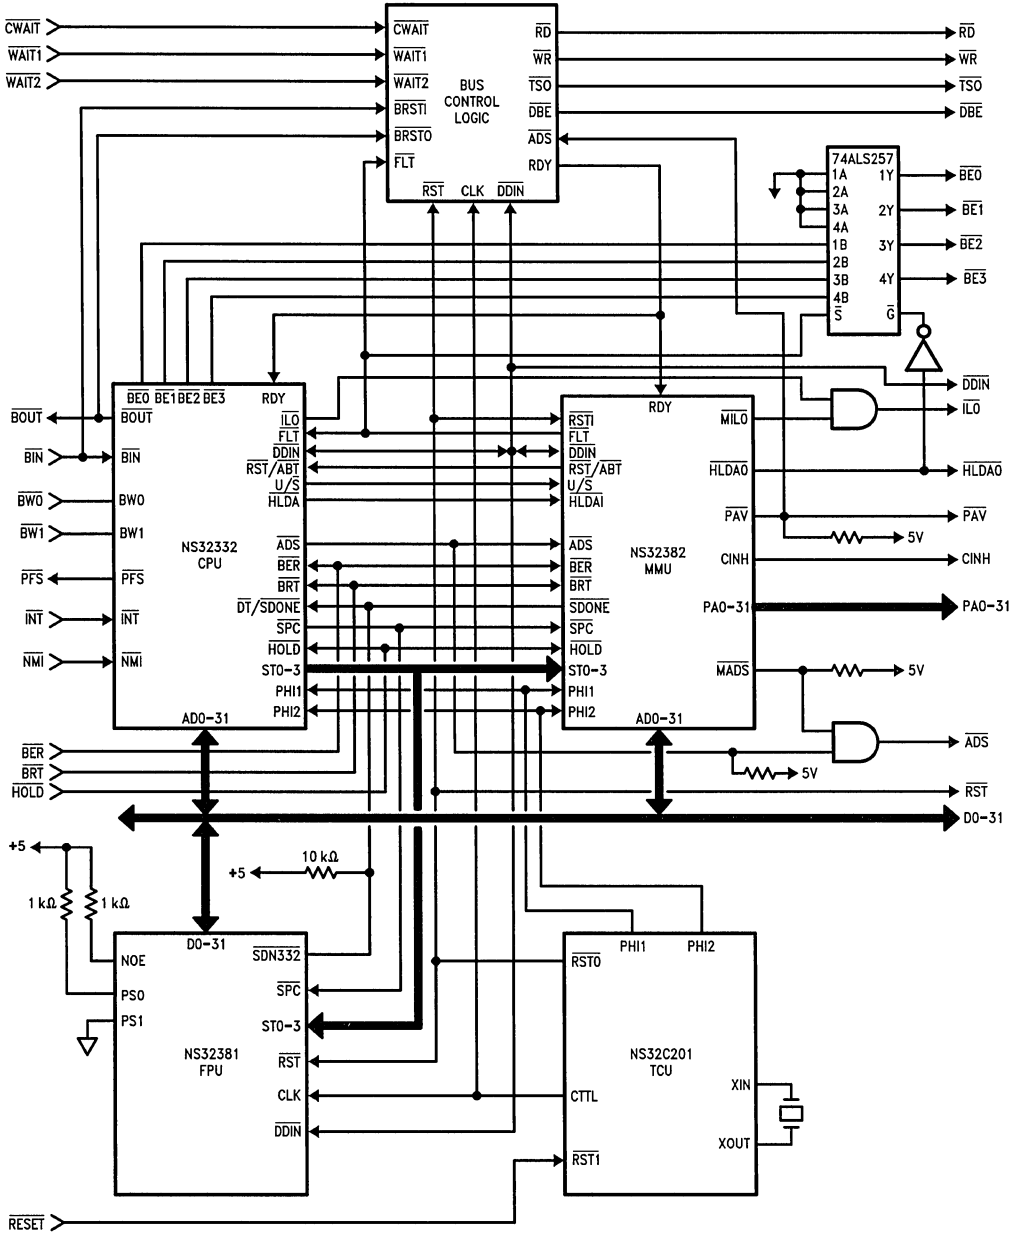 CWAIT
WAIT1
WAIT2
CWAIT
WAIT1
WAIT2
BRSTI
BRSTO
FLT
BUS
CONTROL
LOGIC
RD
WR
TSO
DBE
ADS
RDY
RST CLK DDIN
RD
WR
TSO
DBE
74ALS257
1A
2A
3A
4A
1B
2B
3B
4B
S
1Y
2Y
3Y
4Y
G
BE0
BE1
BE2
BE3
BOUT
BIN
BW0
BW1
PFS
INT
NMI
BE0 BE1 BE2 BE3 RDY
BOUT
BIN
BW0
BW1
PFS
INT
NMI
NS32332
CPU
ILO
FLT
DDIN
RST/ABT
U/S
HLDA
ADS
BER
BRT
DT/SDONE
SPC
HOLD
ST0-3
PHI1
PHI2
AD0-31
RDY
RSTI
FLT
DDIN
RST/ABT
U/S
HLDAI
ADS
BER
BRT
SDONE
SPC
HOLD
ST0-3
PHI1
PHI2
NS32382
MMU
MILO
HLDAO
PAV
CINH
PA0-31
MADS
AD0-31
DDIN
ILO
HLDAO
PAV
5V
CINH
PA0-31
5V
ADS
5V
RST
D0-31
BER
BRT
HOLD
+5
1 kΩ
1 kΩ
+5
10 kΩ
D0-31
NOE
PS0
PS1
NS32381
FPU
SDN332
SPC
ST0-3
RST
CLK
DDIN
PHI1 PHI2
RSTO
CTTL
RST1
NS32C201
TCU
XIN
XOUT
RESET